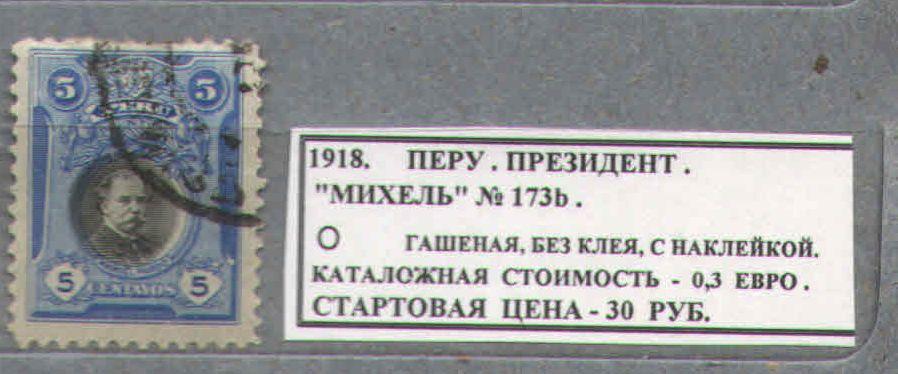 5 5
PERU
5 5
CENTAVOS
1918. ПЕРУ . ПРЕЗИДЕНТ .
"МИХЕЛЬ" № 173b .
O ГАШЕНАЯ, БЕЗ КЛЕЯ, С НАКЛЕЙКОЙ.
КАТАЛОЖНАЯ СТОИМОСТЬ - 0,3 ЕВРО .
СТАРТОВАЯ ЦЕНА - 30 РУБ.